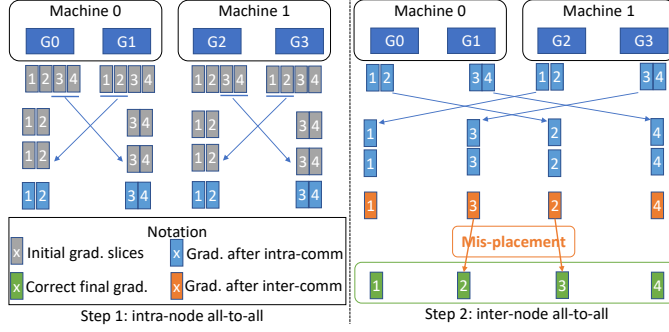 Machine 0
Machine 1
G0 G1 G2 G3
1 2 3 4 1 2 3 4 1 2 3 4 1 2 3 4
1 2 3 4 1 2 3 4
1 2 3 4 1 2 3 4
1 2 3 4 1 2 3 4
Notation
x Initial grad. slices
x Grad. after intra-comm
x Correct final grad.
x Grad. after inter-comm
Step 1: intra-node all-to-all
Machine 0
Machine 1
G0 G1 G2 G3
1 2 3 4 1 2 3 4
1 3 2 4
1 3 2 4
1 3 2 4
Mis-placement
1 2 3 4
Step 2: inter-node all-to-all